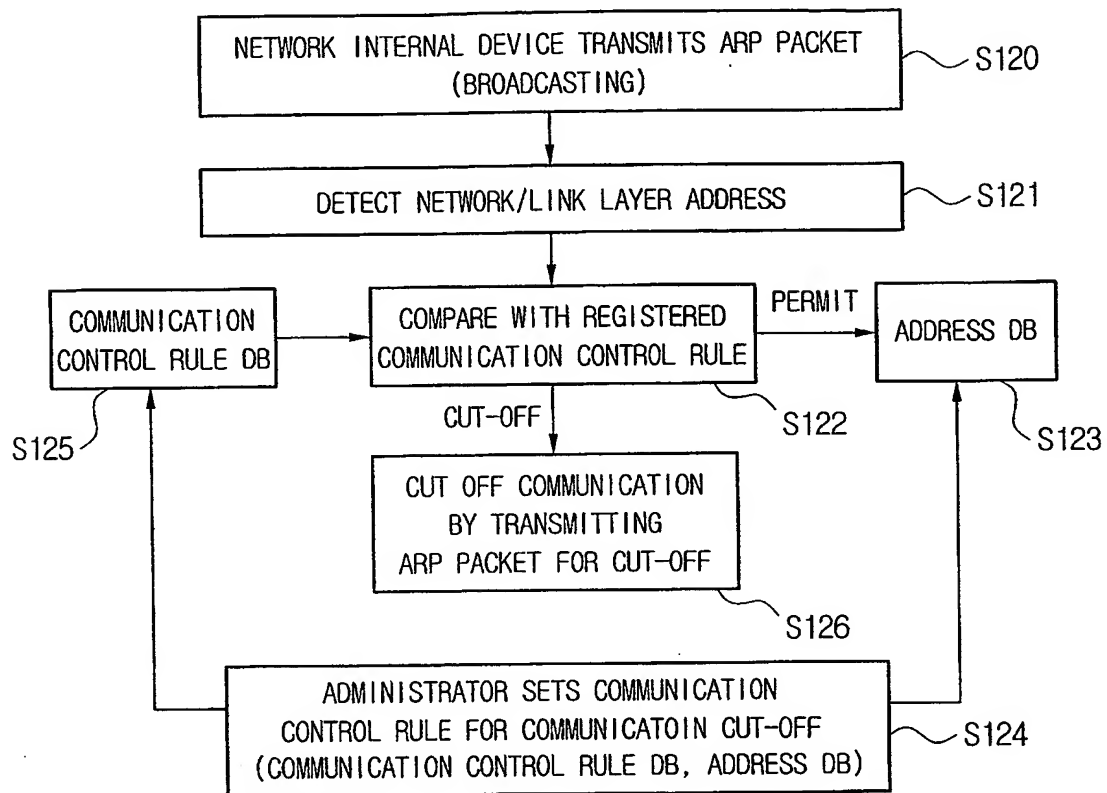 NETWORK INTERNAL DEVICE TRANSMITS ARP PACKET
(BROADCASTING)
S120
DETECT NETWORK/LINK LAYER ADDRESS
S121
COMMUNICATION
CONTROL RULE DB
S125
COMPARE WITH REGISTERED
COMMUNICATION CONTROL RULE
S122
PERMIT
ADDRESS DB
S123
CUT-OFF
CUT OFF COMMUNICATION
BY TRANSMITTING
ARP PACKET FOR CUT-OFF
S126
ADMINISTRATOR SETS COMMUNICATION
CONTROL RULE FOR COMMUNICATOIN CUT-OFF
(COMMUNICATION CONTROL RULE DB, ADDRESS DB)
S124